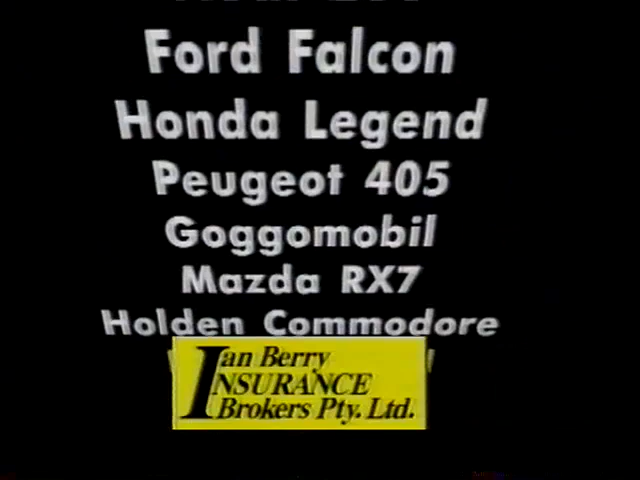 Ford Falcon
Honda Legend
Peugeot 405
Goggomobil
Mazda RX7
Holden Commodore
Ian Berry
INSURANCE
Brokers Pty. Ltd.